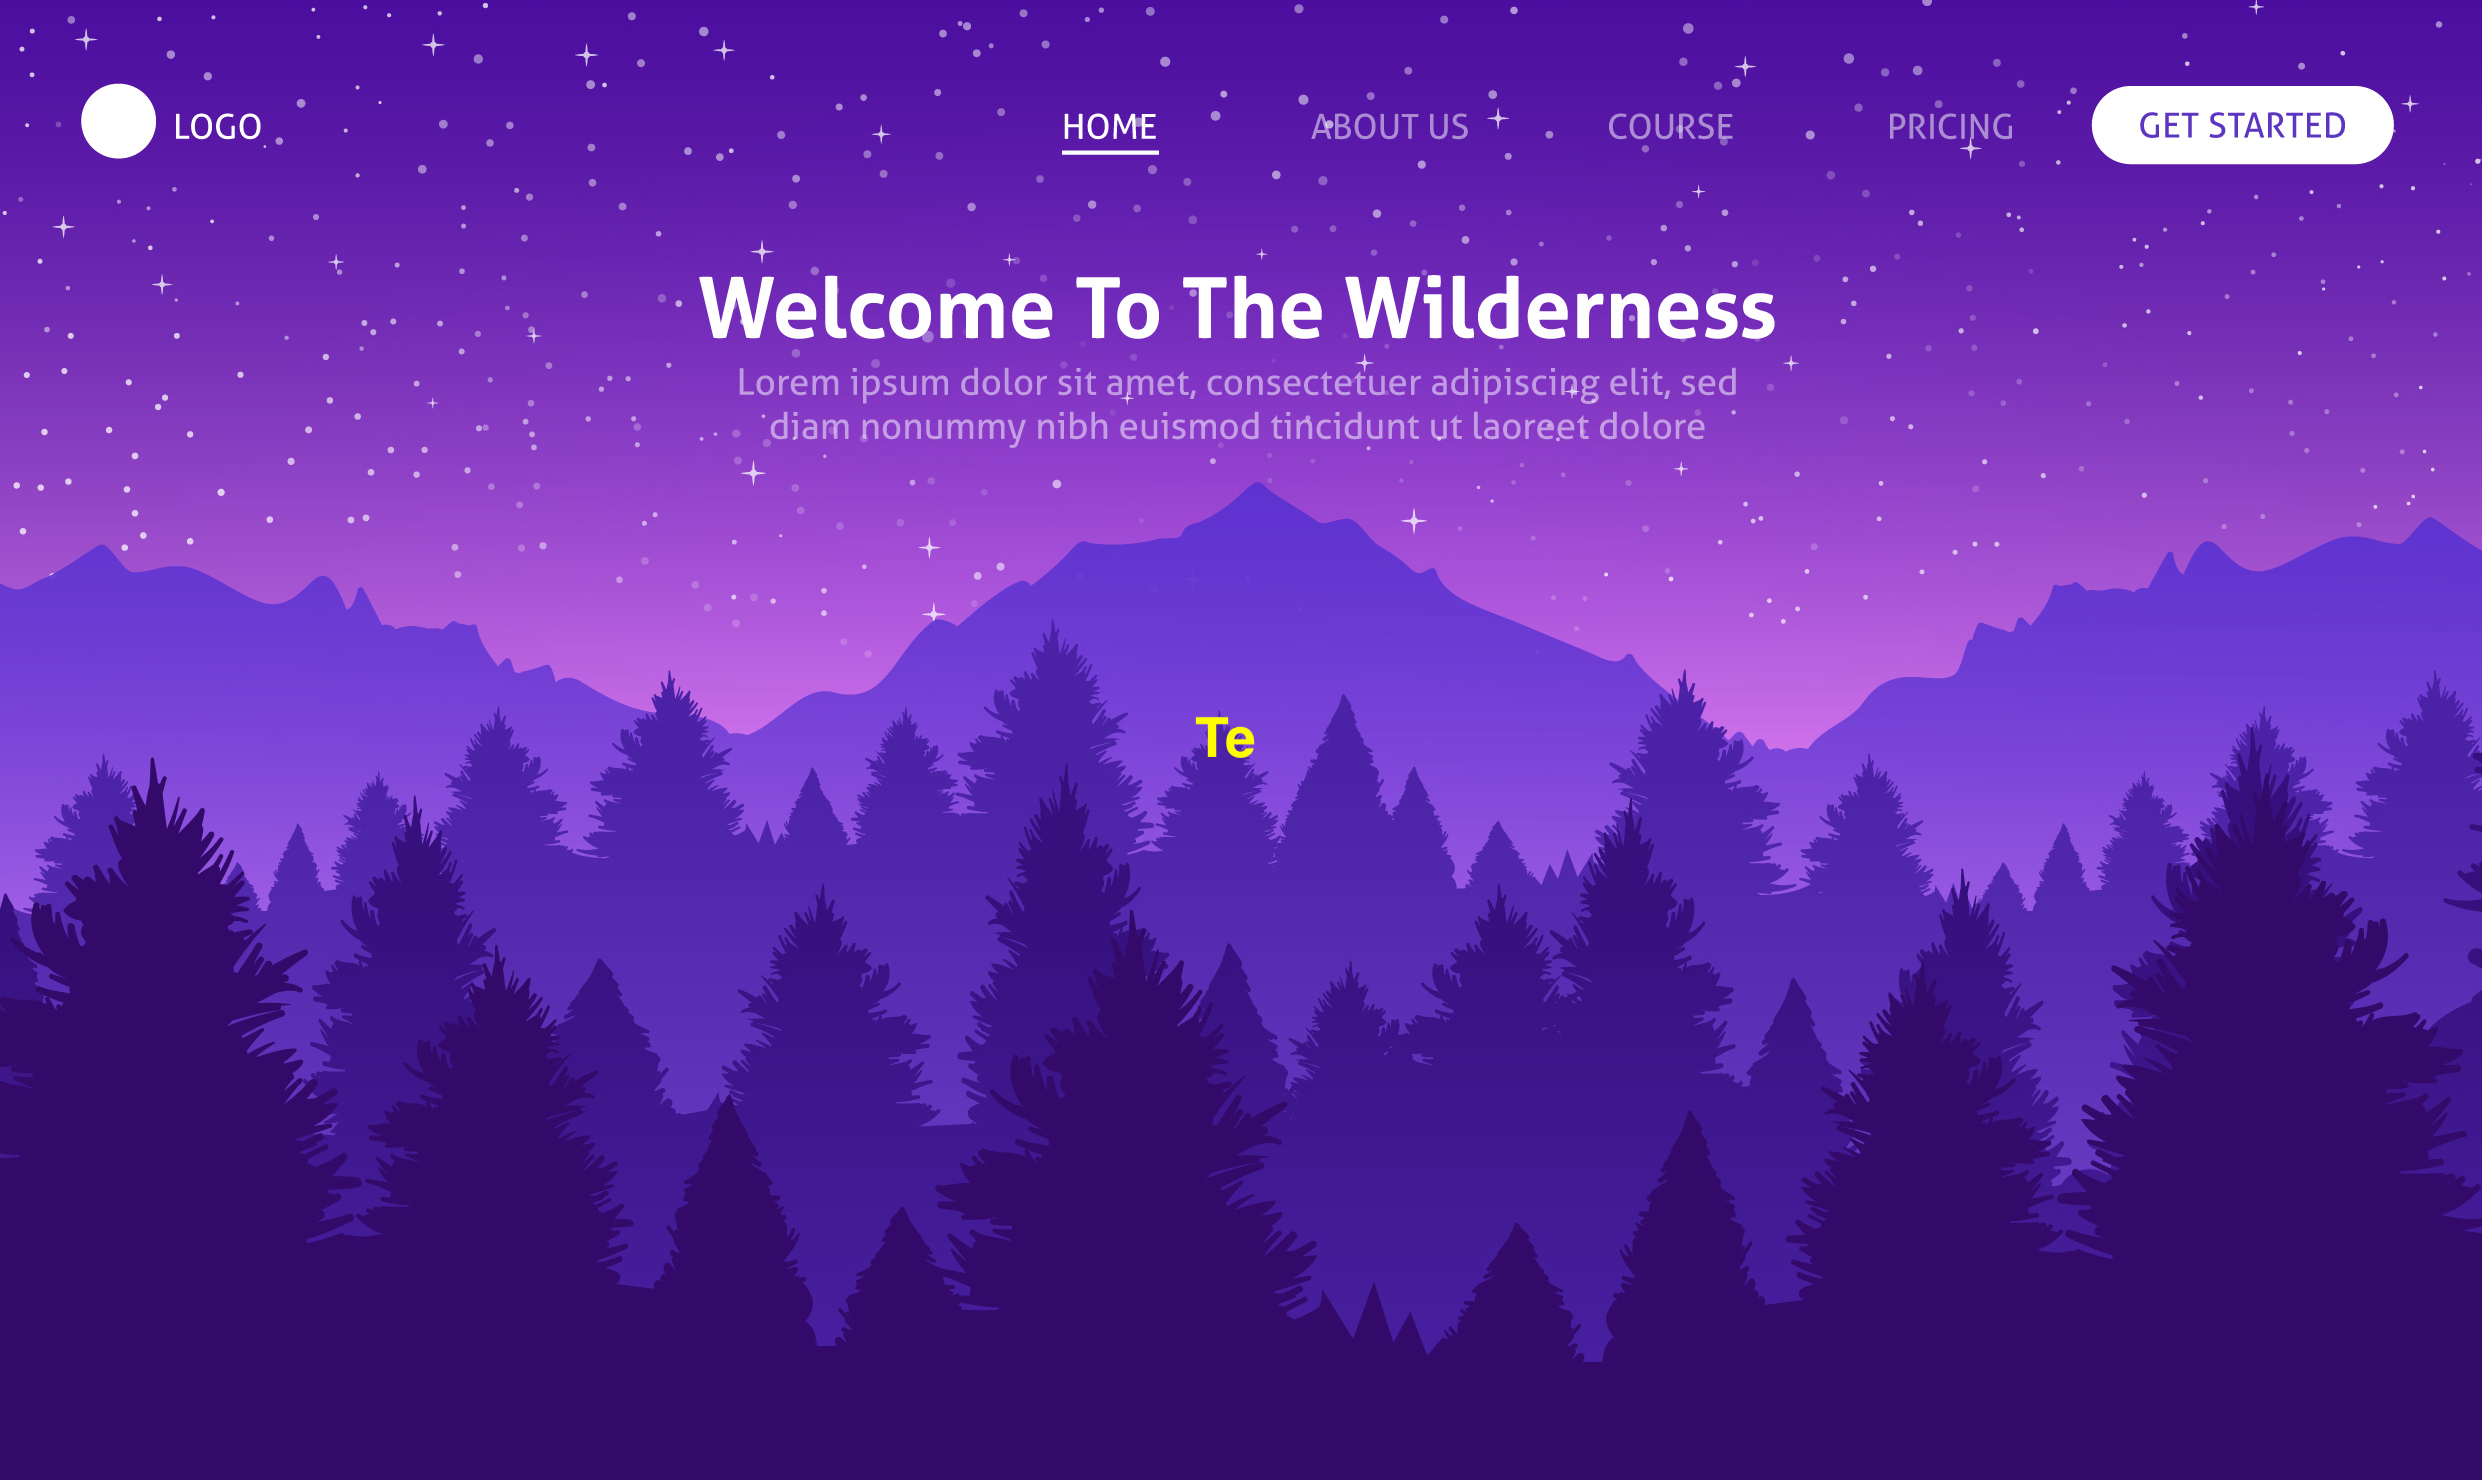 LOGO
HOME
ABOUT US
COURSE
PRICING
GET STARTED
Welcome To The Wilderness
Lorem ipsum dolor sit amet, consectetuer adipiscing elit, sed
diam nonummy nibh euismod tincidunt ut laoreet dolore
Te